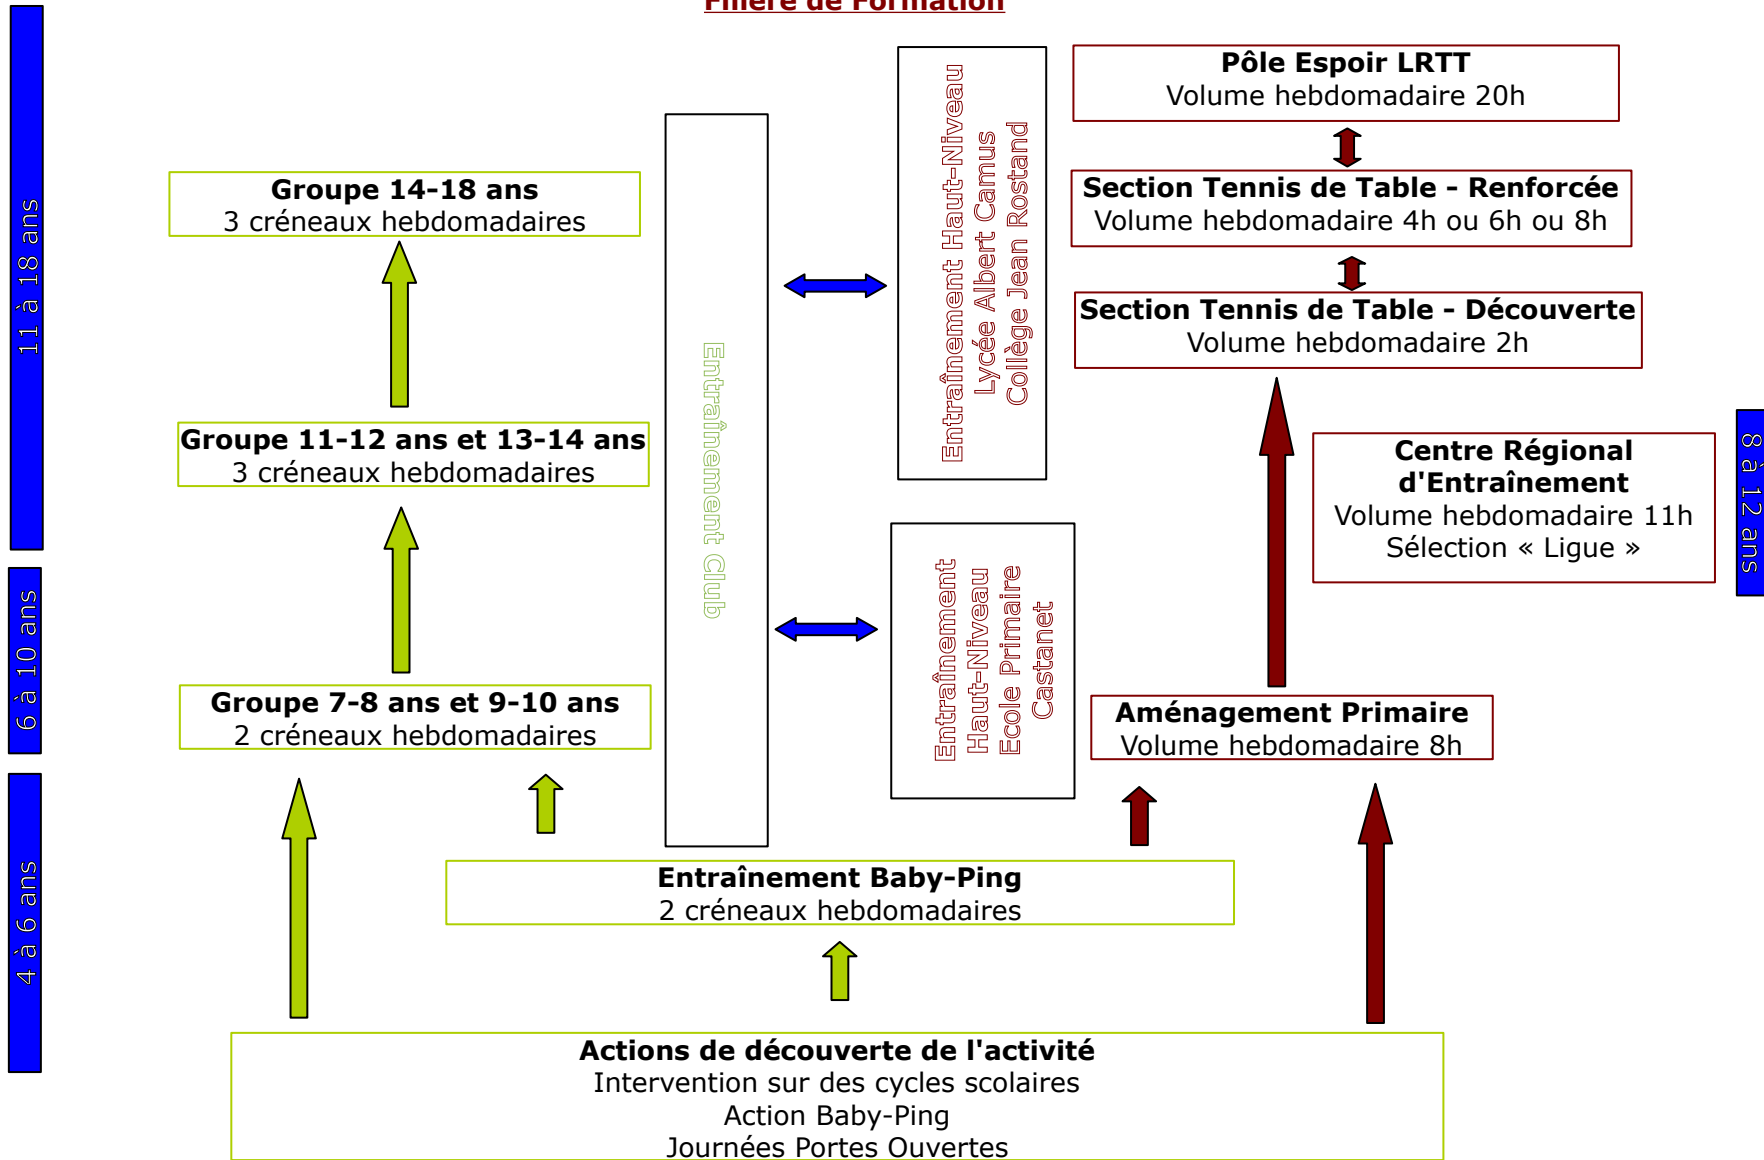 Filière de Formation
11 à 18 ans
6 à 10 ans
4 à 6 ans
Groupe 14-18 ans
3 créneaux hebdomadaires
Groupe 11-12 ans et 13-14 ans
3 créneaux hebdomadaires
Groupe 7-8 ans et 9-10 ans
2 créneaux hebdomadaires
Entraînement Club
Entraînement Haut-Niveau
Lycée Albert Camus
Collège Jean Rostand
Entraînement
Haut-Niveau
Ecole Primaire
Castanet
Pôle Espoir LRTT
Volume hebdomadaire 20h
Section Tennis de Table - Renforcée
Volume hebdomadaire 4h ou 6h ou 8h
Section Tennis de Table - Découverte
Volume hebdomadaire 2h
Centre Régional
d'Entraînement
Volume hebdomadaire 11h
Sélection « Ligue »
8 à 12 ans
Aménagement Primaire
Volume hebdomadaire 8h
Entraînement Baby-Ping
2 créneaux hebdomadaires
Actions de découverte de l'activité
Intervention sur des cycles scolaires
Action Baby-Ping
Journées Portes Ouvertes